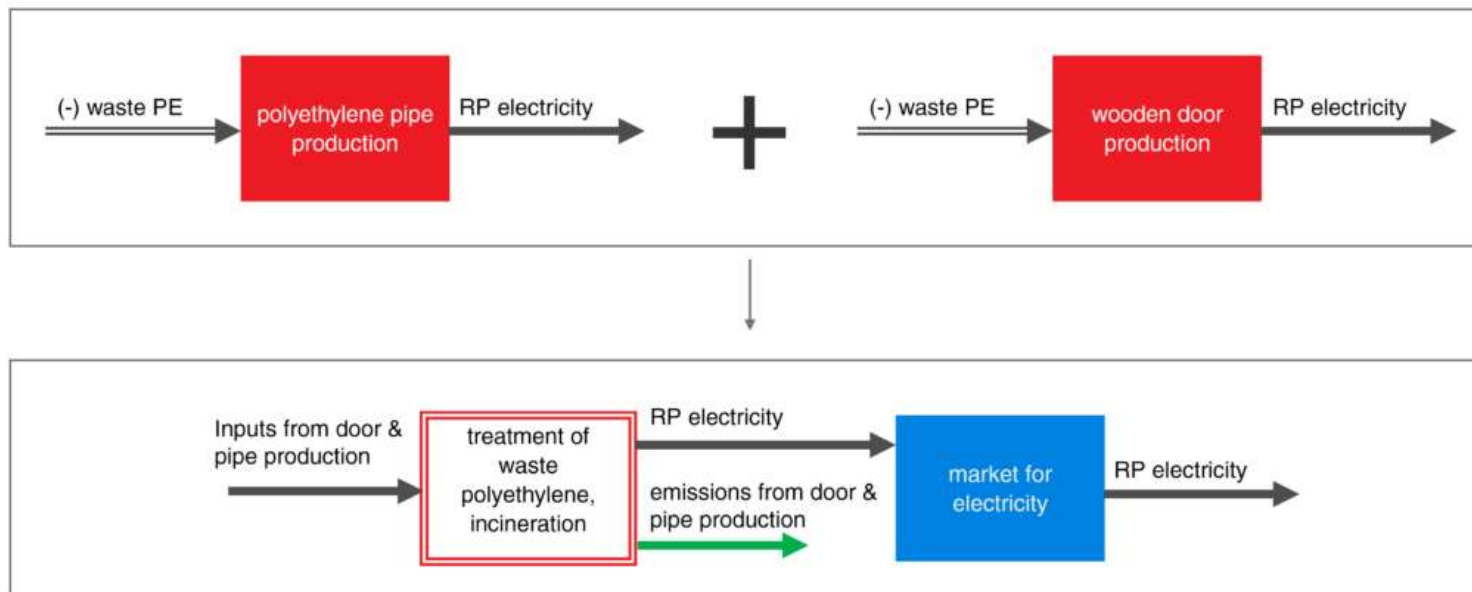 (-) waste PE
polyethylene pipe
production
RP electricity
(-) waste PE
wooden door
production
RP electricity
Inputs from door &
pipe production
treatment of
waste
polyethylene,
incineration
RP electricity
emissions from door &
pipe production
market for
electricity
RP electricity